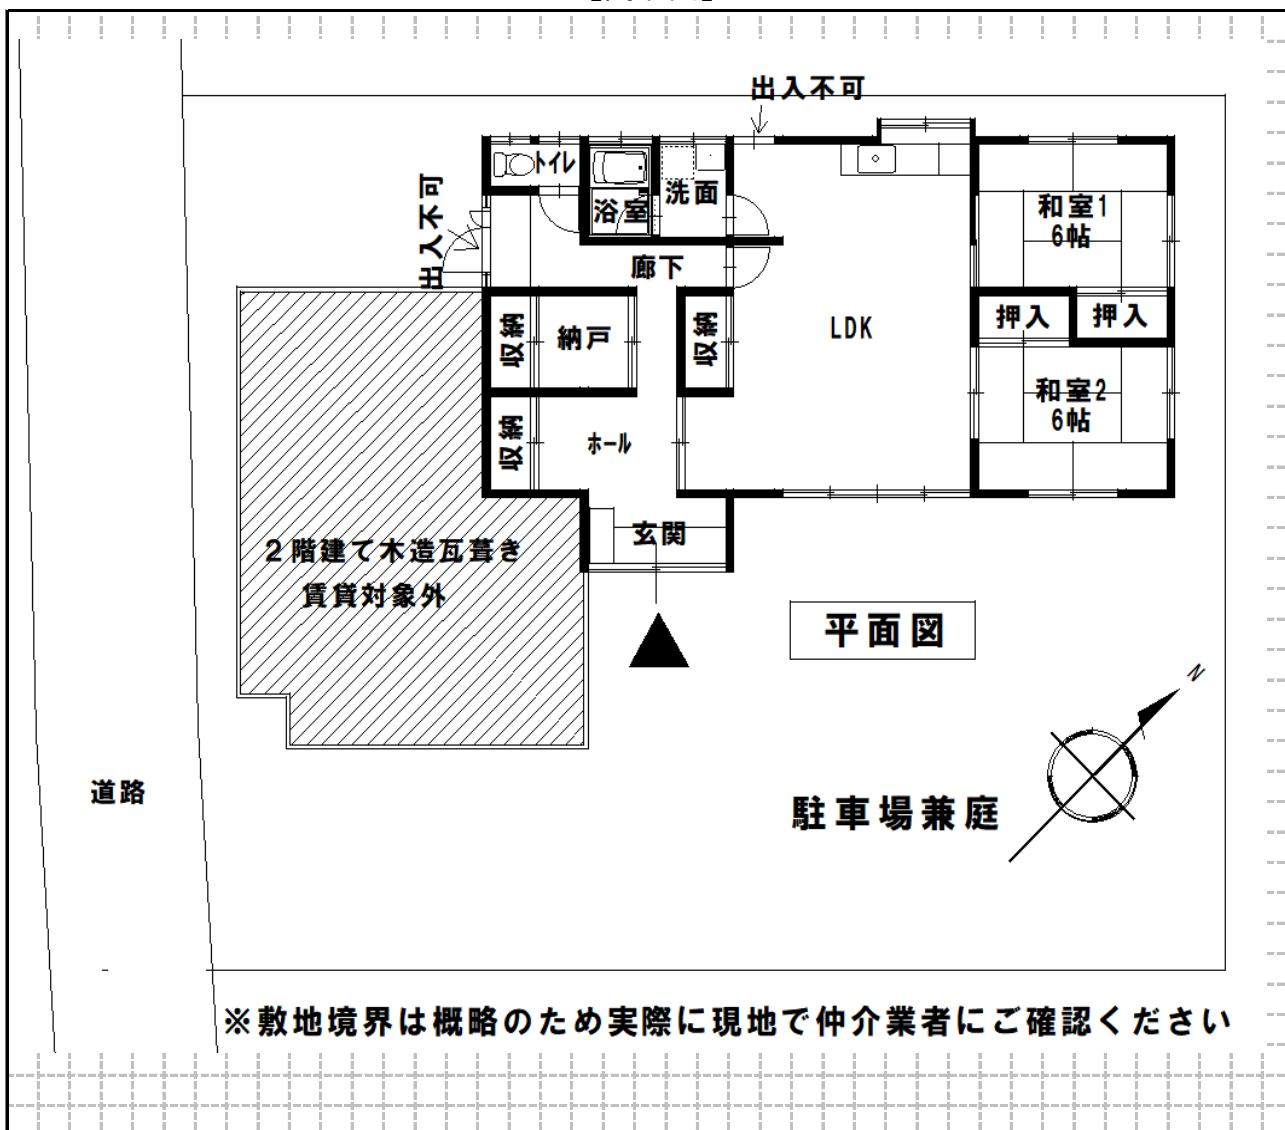 出入不可
トイレ
浴室
洗面
和室1
6帖
出入不可
廊下
収納
納戸
収納
LDK
押入
押入
和室2
6帖
収納
ホール
玄関
2階建て木造瓦葺き
賃貸対象外
平面図
N
道路
駐車場兼庭
※敷地境界は概略のため実際に現地で仲介業者にご確認ください